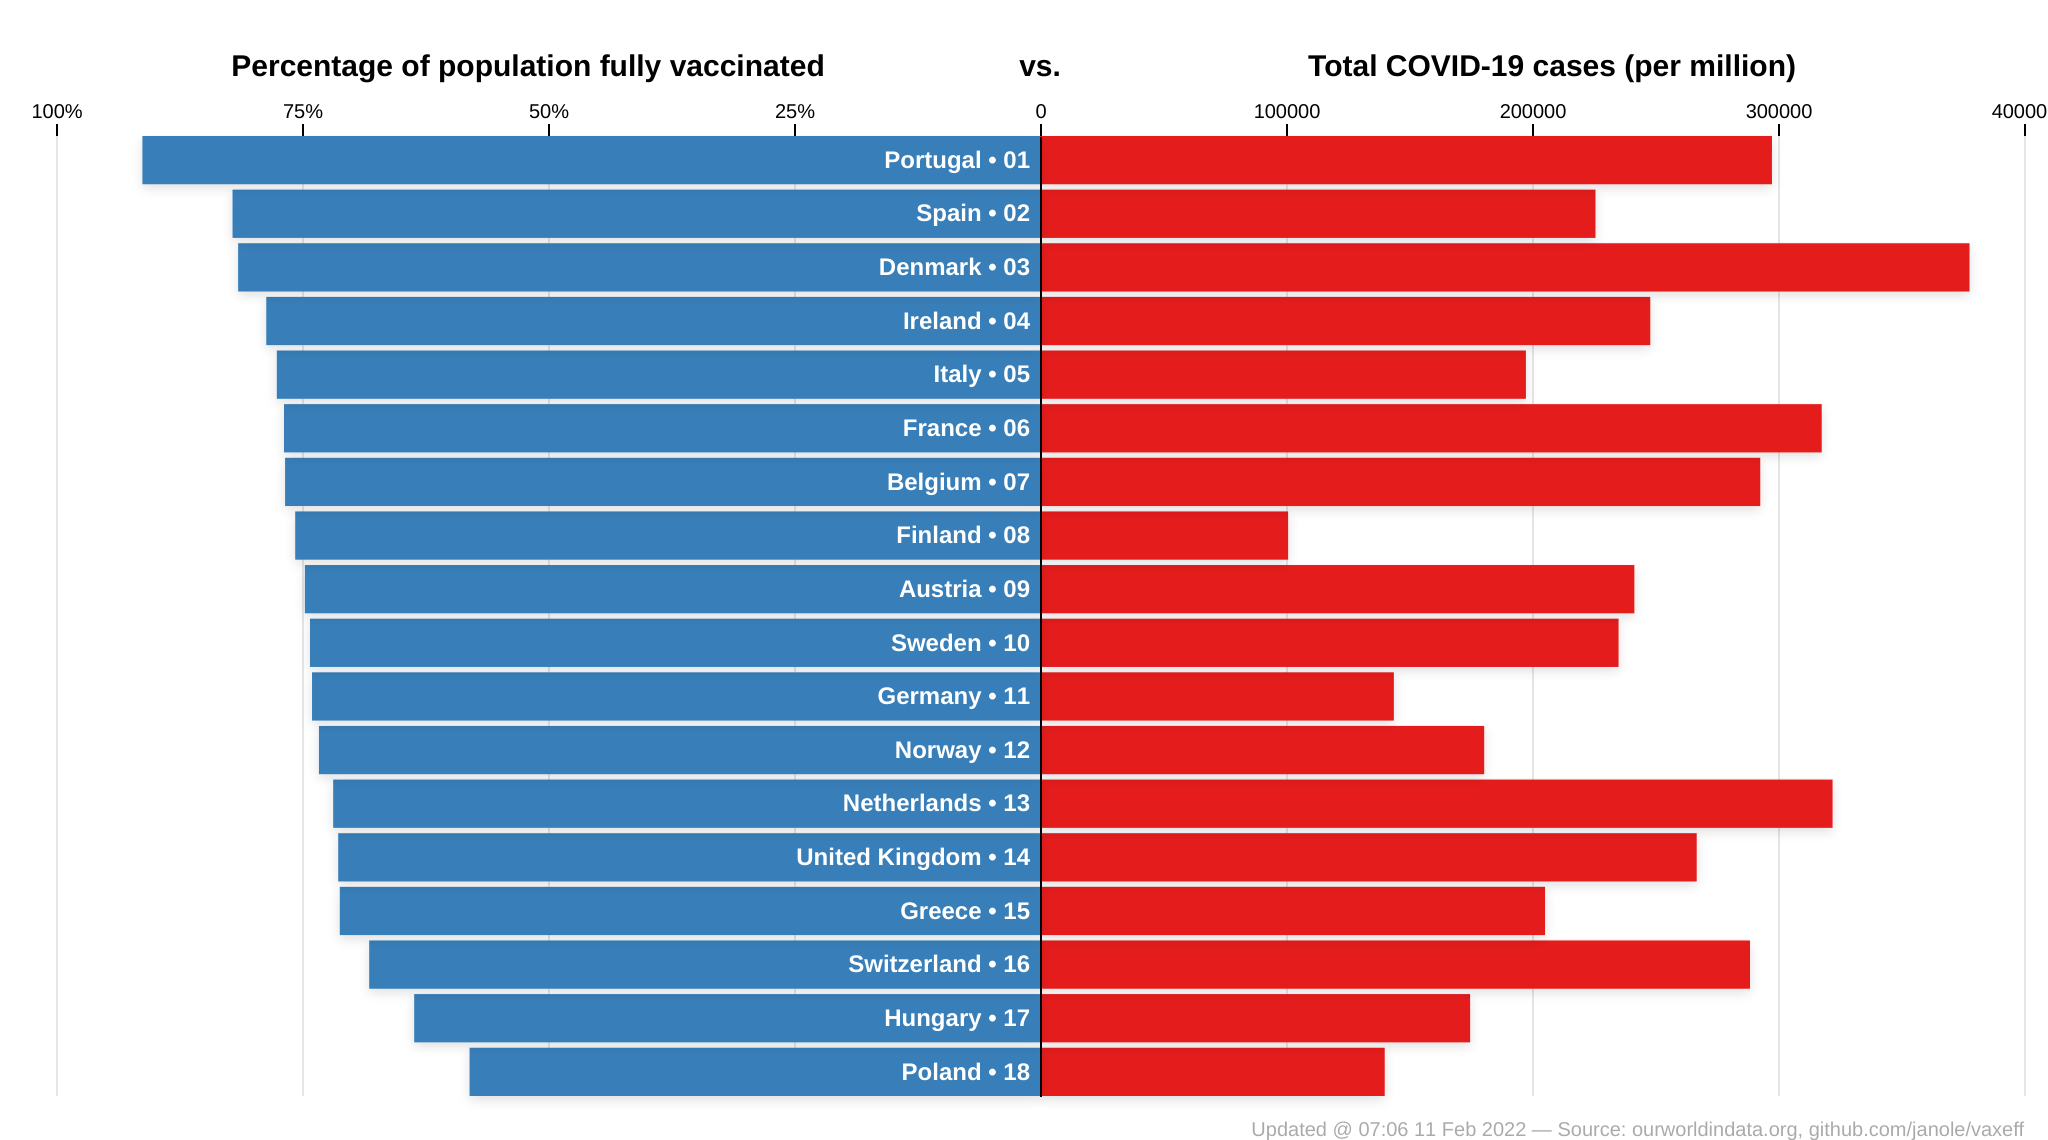 Percentage of population fully vaccinated vs. Total COVID-19 cases (per million)
100% 75% 50% 25% 0 100000 200000 300000 40000
Portugal • 01
Spain • 02
Denmark • 03
Ireland • 04
Italy • 05
France • 06
Belgium • 07
Finland • 08
Austria • 09
Sweden • 10
Germany • 11
Norway • 12
Netherlands • 13
United Kingdom • 14
Greece • 15
Switzerland • 16
Hungary • 17
Poland • 18
Updated @ 07:06 11 Feb 2022 — Source: ourworldindata.org, github.com/janole/vaxeff